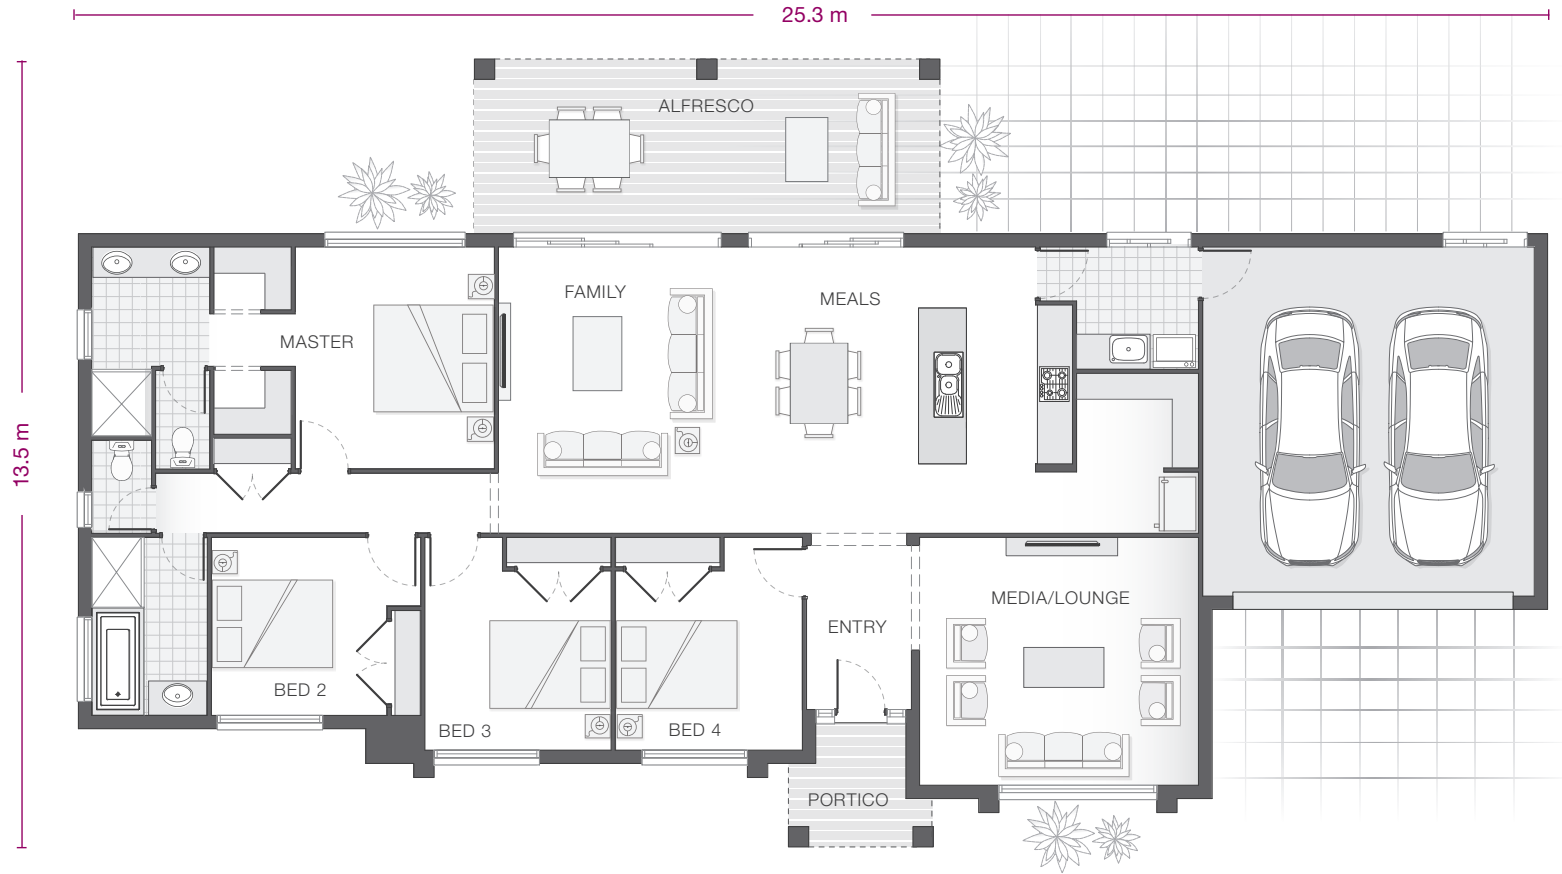 25.3 m
ALFRESCO
FAMILY
MEALS
MASTER
13.5 m
MEDIA/LOUNGE
ENTRY
BED 2
BED 3
BED 4
PORTICO